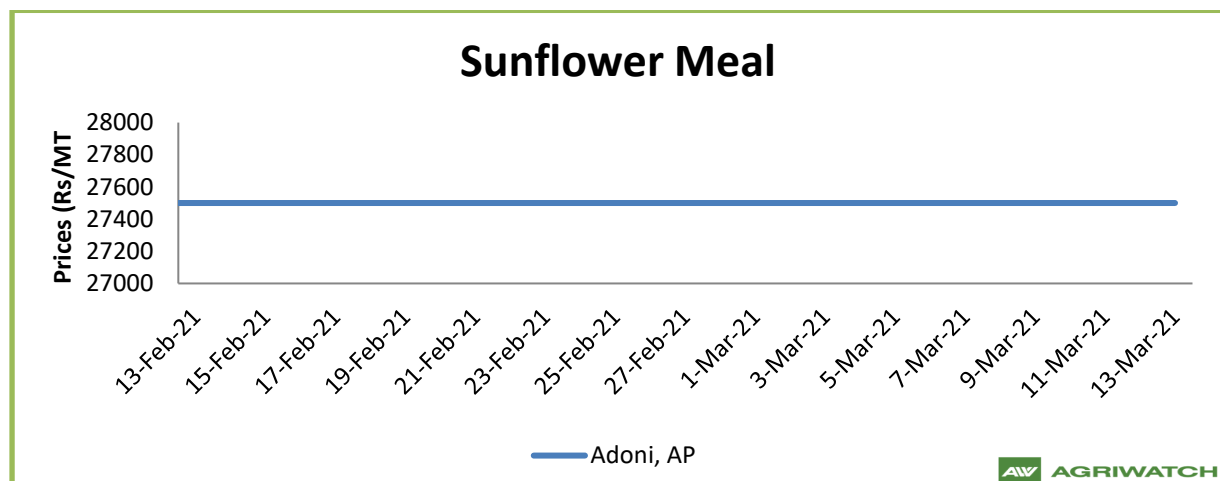 Sunflower Meal
Prices (Rs/MT
28000
27800
27600
27400
27200
27000
13-Feb-21
15-Feb-21
17-Feb-21
19-Feb-21
21-Feb-21
23-Feb-21
25-Feb-21
27-Feb-21
1-Mar-21
3-Mar-21
5-Mar-21
7-Mar-21
9-Mar-21
11-Mar-21
13-Mar-21
Adoni, AP
AW AGRIWATCH